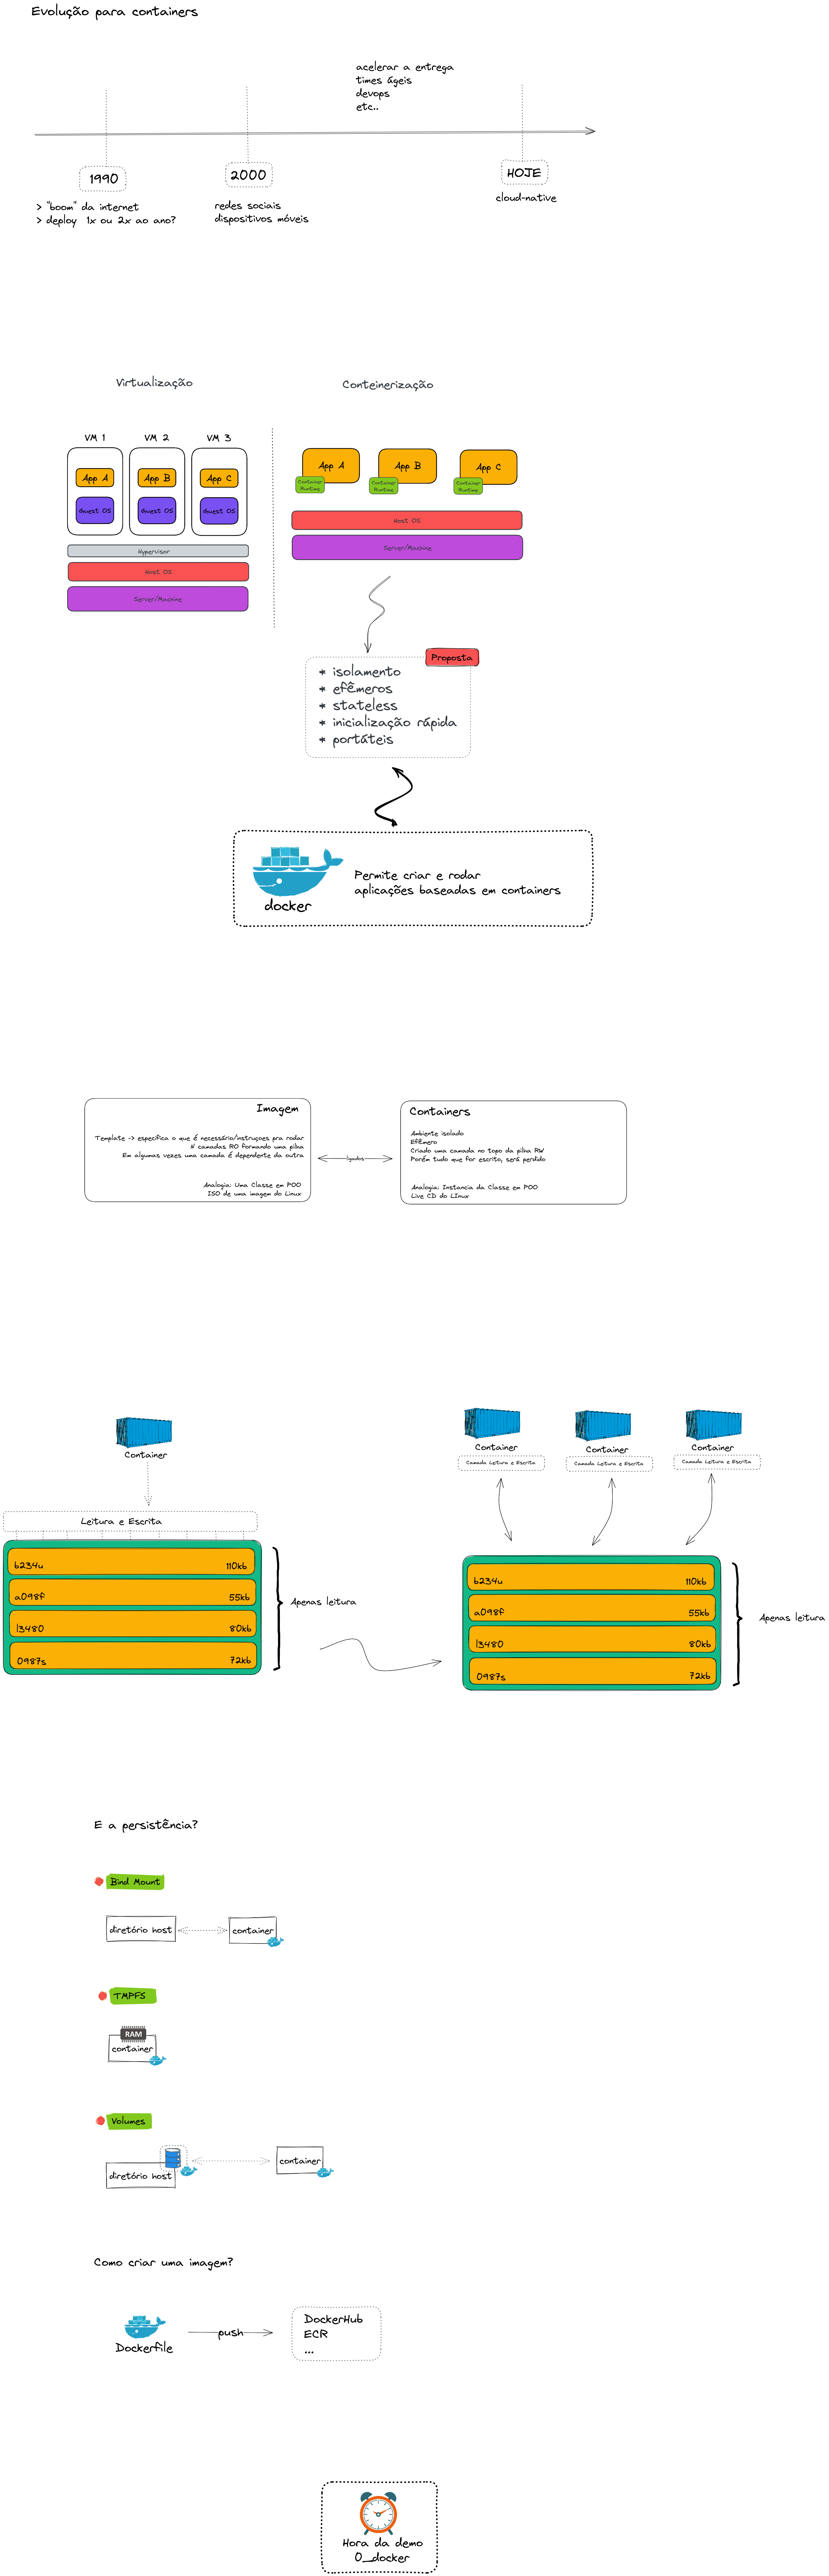 Evolução para containers
acelerar a entrega
times ágeis
devops
etc..
1990
> "boom" da internet
> deploy 1x ou 2x ao ano?
2000
redes sociais
dispositivos móveis
HOJE
cloud-native
Virtualização
VM 1
VM 2
VM 3
App A
App B
App C
Guest OS
Guest OS
Guest OS
Hypervisor
Host OS
Server/Machine
Conteinerização
App A
App B
App C
Container
Runtime
Container
Runtime
Container
Runtime
Host OS
Server/Machine
Proposta
* isolamento
* efêmeros
* stateless
* inicialização rápida
* portáteis
docker
Permite criar e rodar
aplicações baseadas em containers
Imagem
Template -> especifica o que é necessário/instruçoes pra rodar
N camadas RO formando uma pilha
Em algumas vezes uma camada é dependente da outra
Analogia: Uma Classe em POO
ISO de uma imagem do Linux
ligados
Containers
Ambiente isolado
Efêmero
Criado uma camada no topo da pilha RW
Porém tudo que for escrito, será perdido
Analogia: Instancia da Classe em POO
Live CD do LInux
Container
Leitura e Escrita
b234u 110kb
a098f 55kb
l3480 80kb
0987s 72kb
Apenas leitura
Container
Camada Leitura e Escrita
Container
Camada Leitura e Escrita
Container
Camada Leitura e Escrita
b234u 110kb
a098f 55kb
l3480 80kb
0987s 72kb
Apenas leitura
E a persistência?
Bind Mount
diretório host
container
TMPFS
RAM
container
Volumes
diretório host
container
Como criar uma imagem?
Dockerfile
push
DockerHub
ECR
...
Hora da demo
0_docker